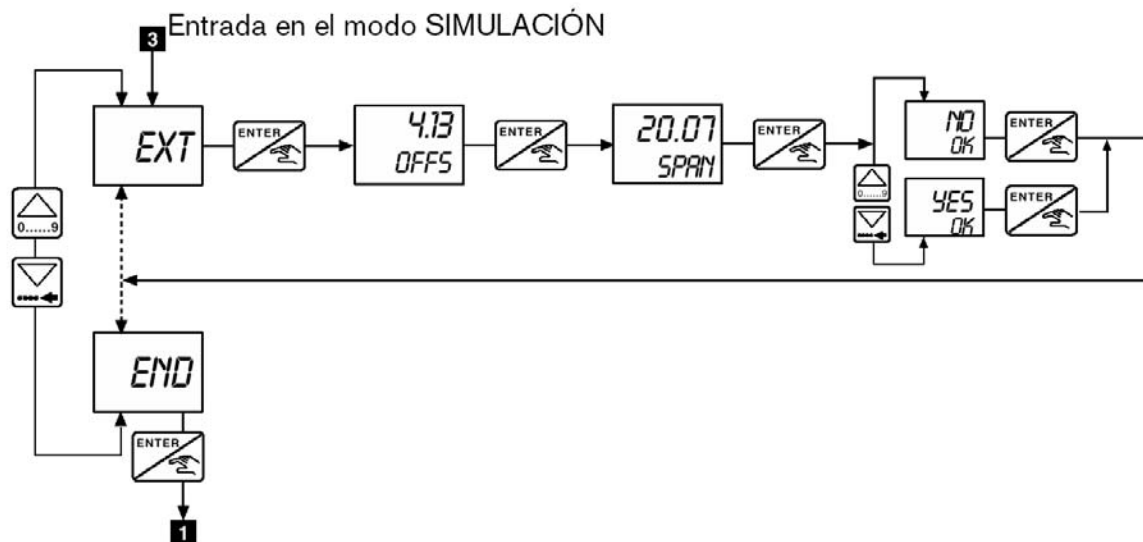 3 Entrada en el modo SIMULACIÓN
EXT
ENTER
4.13
OFFS
ENTER
20.07
SPAN
ENTER
0......9
NO
OK
ENTER
YES
OK
ENTER
0......9
END
ENTER
1